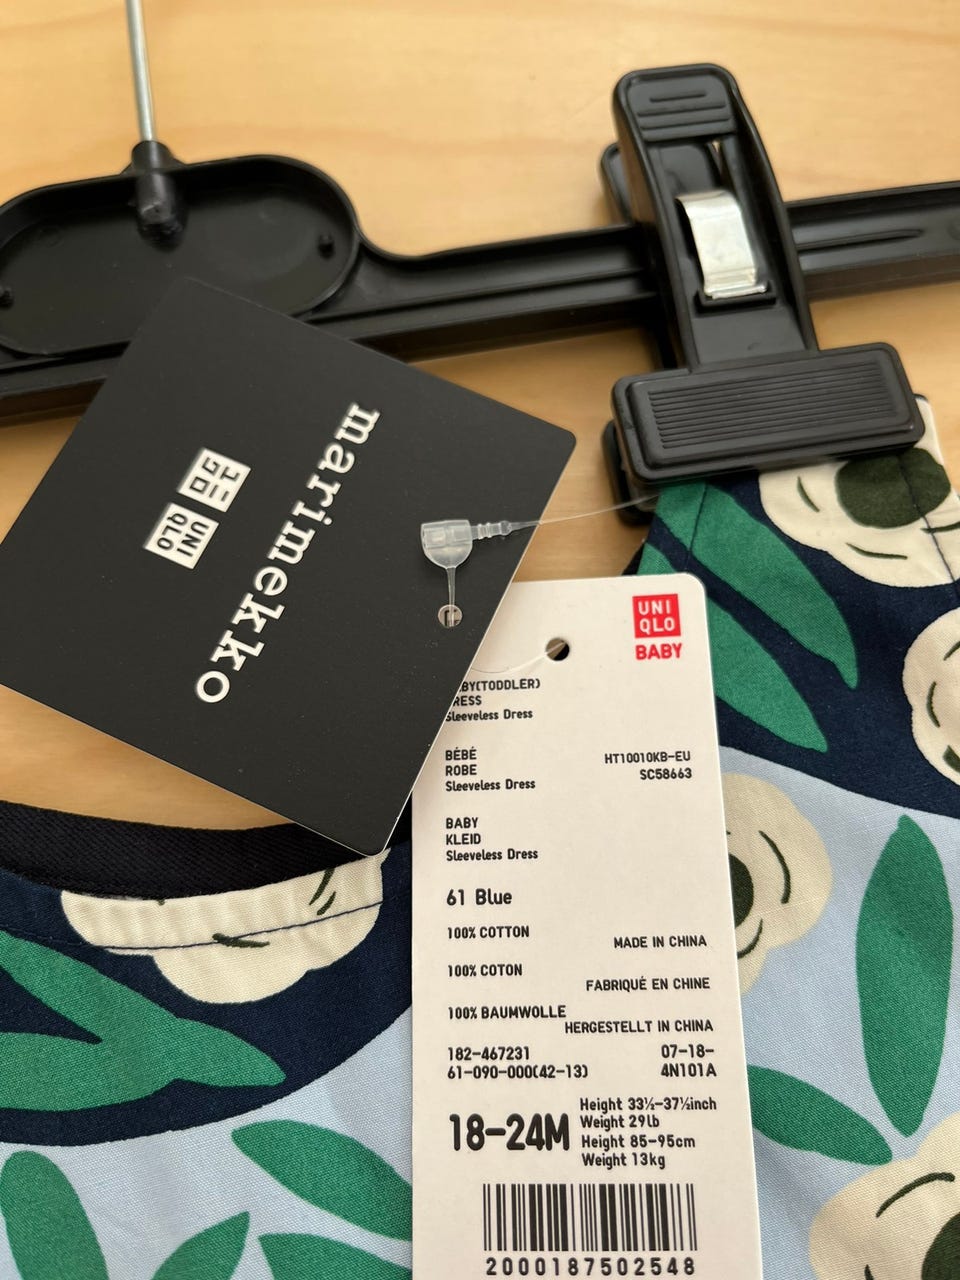 marimekko
UNI
QLO
UNI
QLO
BABY
(TODDLER)
Sleeveless Dress
BÉBÉ
ROBE
Sleeveless Dress
HT10010KB-EU
SC58663
BABY
KLEID
Sleeveless Dress
61 Blue
100% COTTON
MADE IN CHINA
100% COTON
FABRIQUÉ EN CHINE
100% BAUMWOLLE
HERGESTELLT IN CHINA
182-467231
07-18-
61-090-000(42-13)
4N101A
18-24M
Height 33½-37½inch
Weight 29lb
Height 85-95cm
Weight 13kg
2000187502548